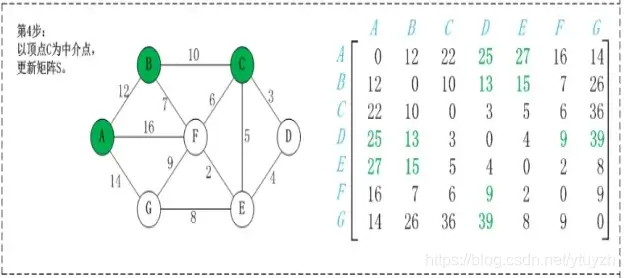 第4步:
以顶点C为中介点,
更新矩阵S。
B
10
C
12
7
6
3
A
16
F
5
D
14
9
2
4
G
8
E
A B C D E F G
A 0 12 22 25 27 16 14
B 12 0 10 13 15 7 26
C 22 10 0 3 5 6 36
D 25 13 3 0 4 9 39
E 27 15 5 4 0 2 8
F 16 7 6 9 2 0 9
G 14 26 36 39 8 9 0
https://blog.csdn.net/ytuyzh